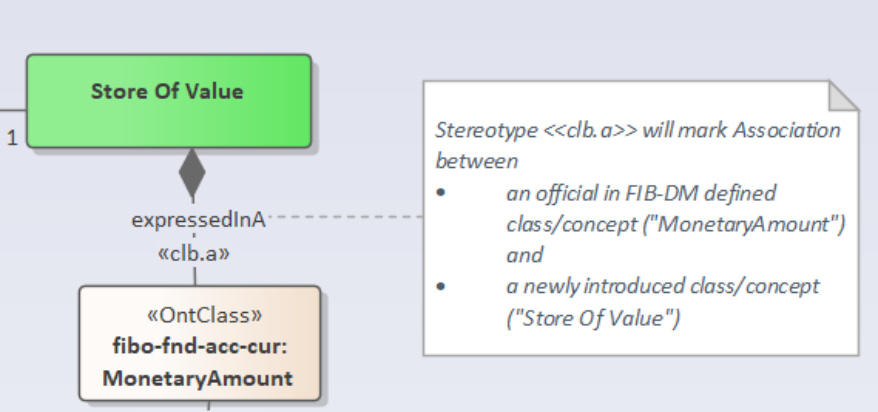 Store Of Value
1
expressedInA
«clb.a»
«OntClass»
fibo-fnd-acc-cur:
MonetaryAmount
Stereotype <<clb.a>> will mark Association
between
• an official in FIB-DM defined
class/concept ("MonetaryAmount")
and
• a newly introduced class/concept
("Store Of Value")